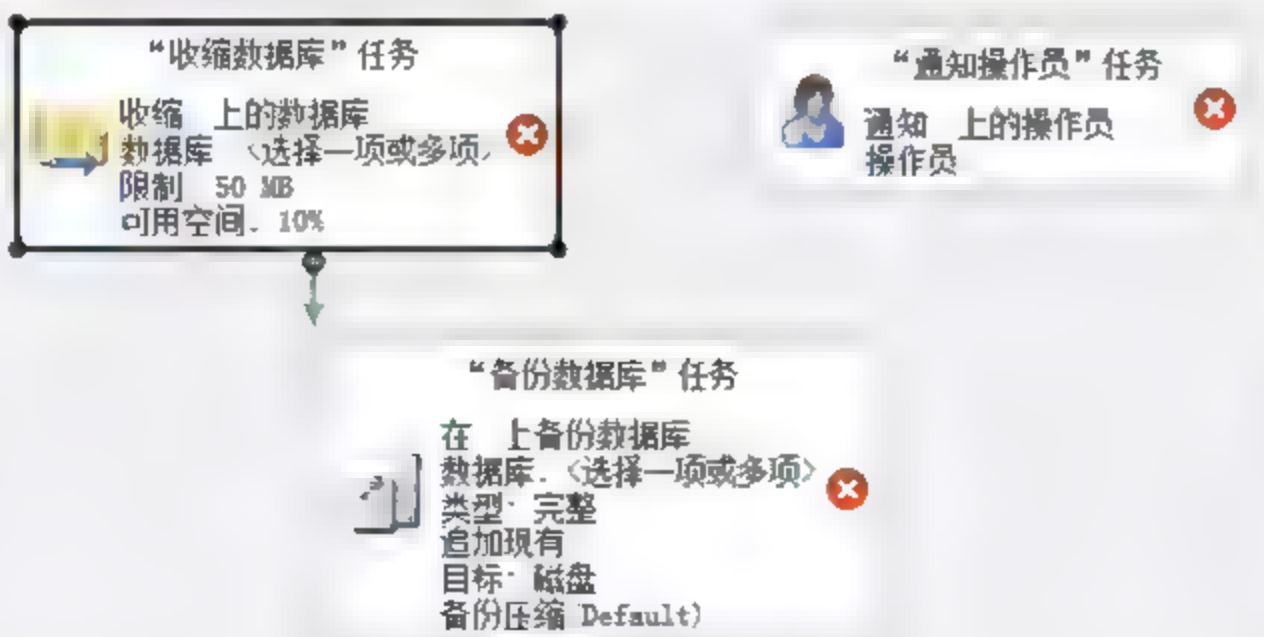 “收缩数据库”任务
收缩 上的数据库
数据库 <选择一项或多项>
限制 50 MB
可用空间: 10%
“通知操作员”任务
通知 上的操作员
操作员
“备份数据库”任务
在 上备份数据库
数据库: <选择一项或多项>
类型: 完整
追加现有
目标: 磁盘
备份压缩 Default)